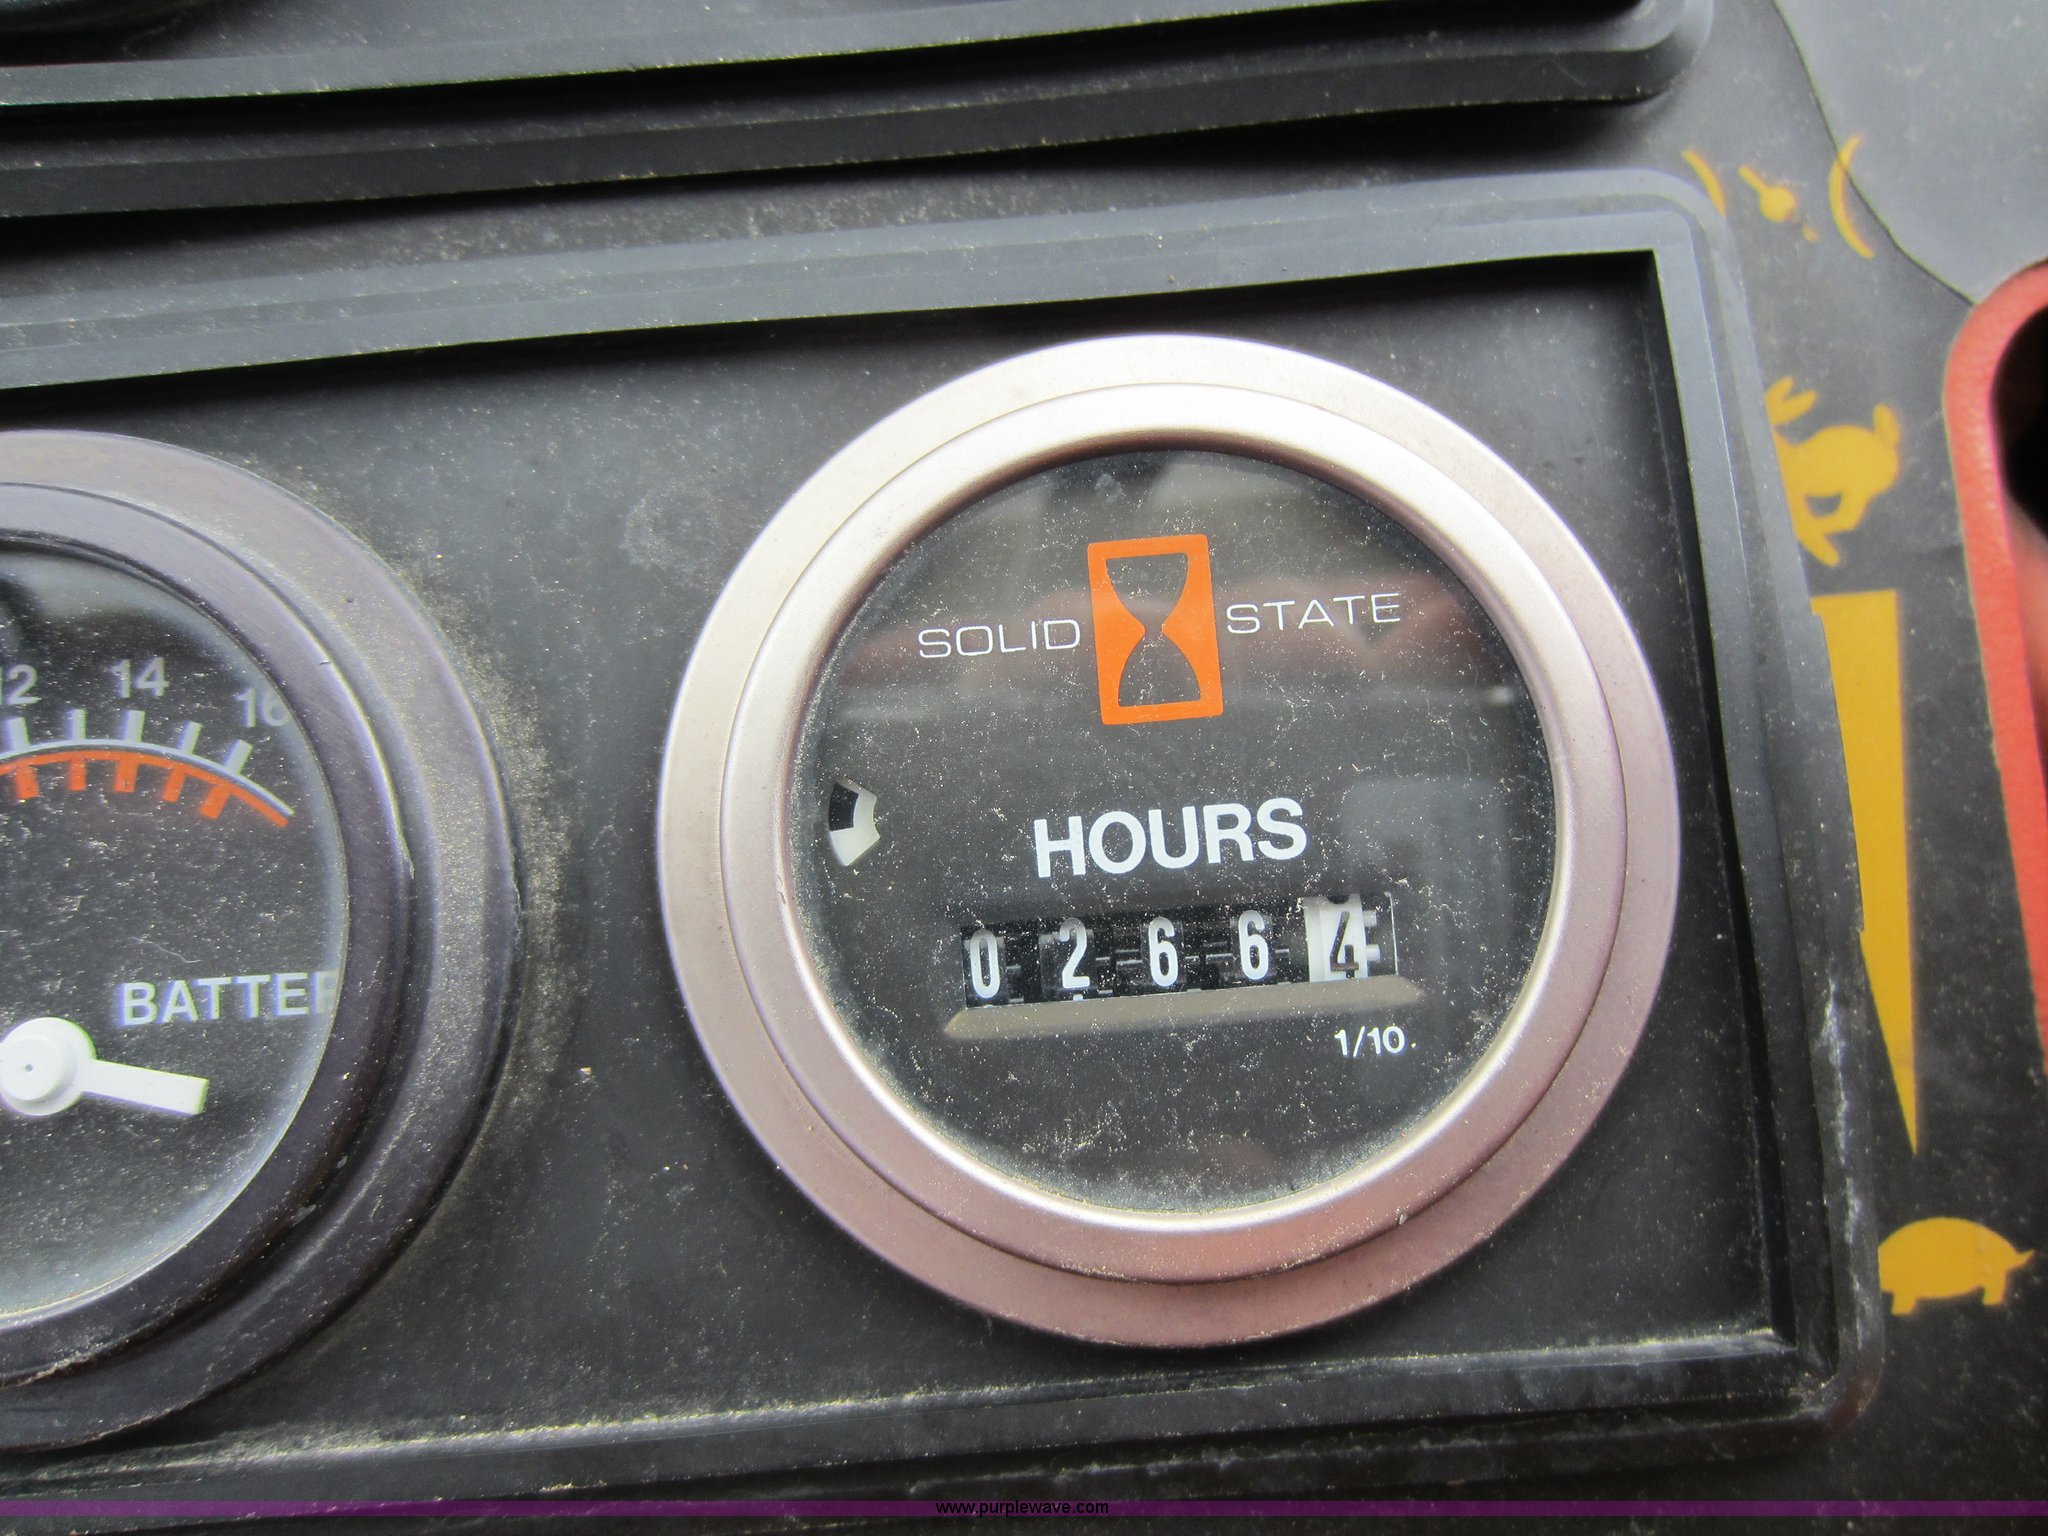 12 14 16
BATTER
SOLID STATE
HOURS
0 2 6 6 4
1/10.
www.purplewave.com